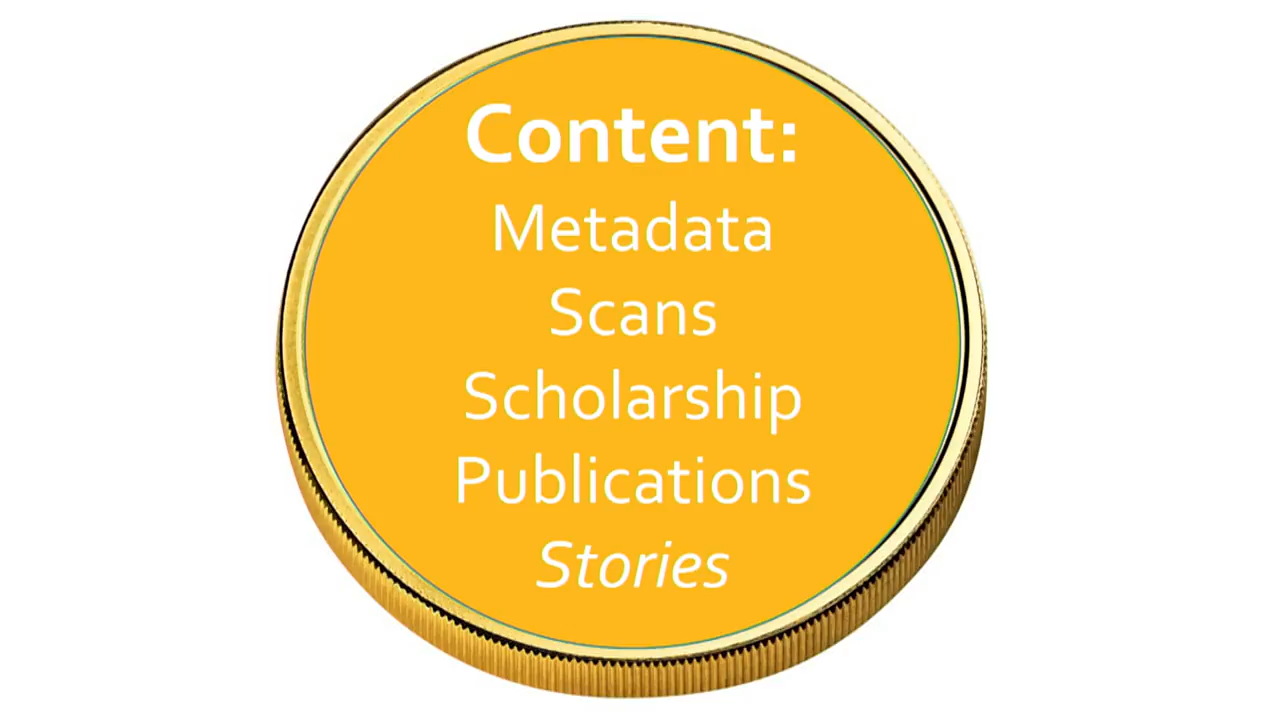 Content:
Metadata
Scans
Scholarship
Publications
Stories